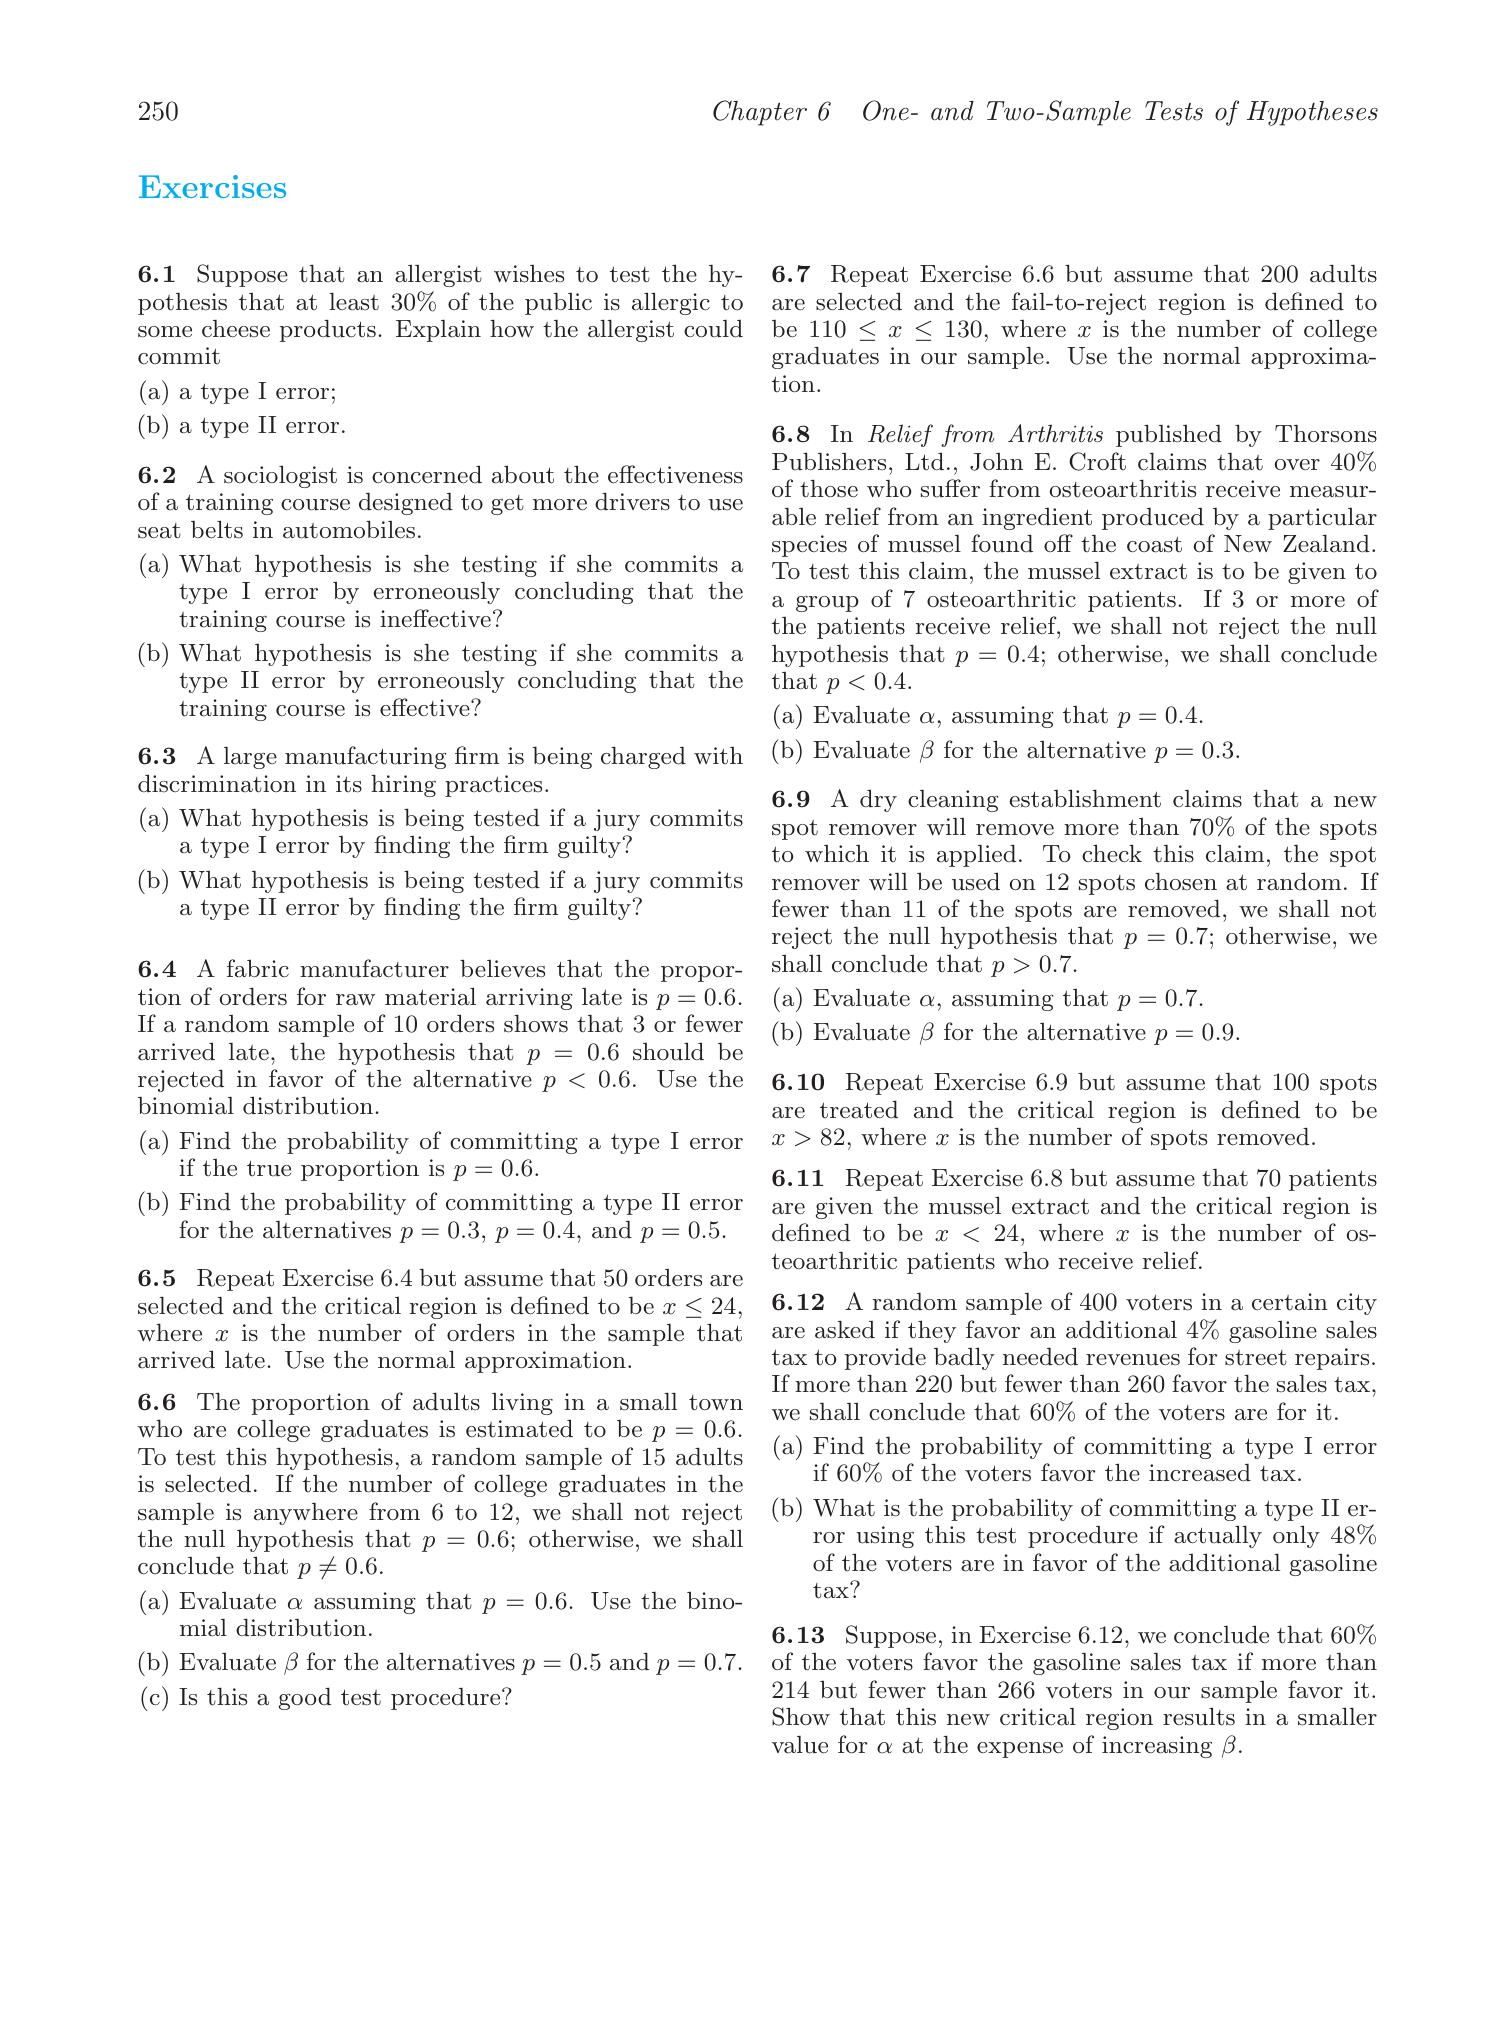 250
Chapter 6 One- and Two-Sample Tests of Hypotheses
Exercises
6.1 Suppose that an allergist wishes to test the hy-
pothesis that at least 30% of the public is allergic to
some cheese products. Explain how the allergist could
commit
(a) a type I error;
(b) a type II error.
6.2 A sociologist is concerned about the effectiveness
of a training course designed to get more drivers to use
seat belts in automobiles.
(a) What hypothesis is she testing if she commits a
type I error by erroneously concluding that the
training course is ineffective?
(b) What hypothesis is she testing if she commits a
type II error by erroneously concluding that the
training course is effective?
6.3 A large manufacturing firm is being charged with
discrimination in its hiring practices.
(a) What hypothesis is being tested if a jury commits
a type I error by finding the firm guilty?
(b) What hypothesis is being tested if a jury commits
a type II error by finding the firm guilty?
6.4 A fabric manufacturer believes that the propor-
tion of orders for raw material arriving late is p = 0.6.
If a random sample of 10 orders shows that 3 or fewer
arrived late, the hypothesis that p = 0.6 should be
rejected in favor of the alternative p < 0.6. Use the
binomial distribution.
(a) Find the probability of committing a type I error
if the true proportion is p = 0.6.
(b) Find the probability of committing a type II error
for the alternatives p = 0.3, p = 0.4, and p = 0.5.
6.5 Repeat Exercise 6.4 but assume that 50 orders are
selected and the critical region is defined to be x ≤ 24,
where x is the number of orders in the sample that
arrived late. Use the normal approximation.
6.6 The proportion of adults living in a small town
who are college graduates is estimated to be p = 0.6.
To test this hypothesis, a random sample of 15 adults
is selected. If the number of college graduates in the
sample is anywhere from 6 to 12, we shall not reject
the null hypothesis that p = 0.6; otherwise, we shall
conclude that p ≠ 0.6.
(a) Evaluate α assuming that p = 0.6. Use the bino-
mial distribution.
(b) Evaluate β for the alternatives p = 0.5 and p = 0.7.
(c) Is this a good test procedure?
6.7 Repeat Exercise 6.6 but assume that 200 adults
are selected and the fail-to-reject region is defined to
be 110 ≤ x ≤ 130, where x is the number of college
graduates in our sample. Use the normal approxima-
tion.
6.8 In Relief from Arthritis published by Thorsons
Publishers, Ltd., John E. Croft claims that over 40%
of those who suffer from osteoarthritis receive measur-
able relief from an ingredient produced by a particular
species of mussel found off the coast of New Zealand.
To test this claim, the mussel extract is to be given to
a group of 7 osteoarthritic patients. If 3 or more of
the patients receive relief, we shall not reject the null
hypothesis that p = 0.4; otherwise, we shall conclude
that p < 0.4.
(a) Evaluate α, assuming that p = 0.4.
(b) Evaluate β for the alternative p = 0.3.
6.9 A dry cleaning establishment claims that a new
spot remover will remove more than 70% of the spots
to which it is applied. To check this claim, the spot
remover will be used on 12 spots chosen at random. If
fewer than 11 of the spots are removed, we shall not
reject the null hypothesis that p = 0.7; otherwise, we
shall conclude that p > 0.7.
(a) Evaluate α, assuming that p = 0.7.
(b) Evaluate β for the alternative p = 0.9.
6.10 Repeat Exercise 6.9 but assume that 100 spots
are treated and the critical region is defined to be
x > 82, where x is the number of spots removed.
6.11 Repeat Exercise 6.8 but assume that 70 patients
are given the mussel extract and the critical region is
defined to be x < 24, where x is the number of os-
teoarthritic patients who receive relief.
6.12 A random sample of 400 voters in a certain city
are asked if they favor an additional 4% gasoline sales
tax to provide badly needed revenues for street repairs.
If more than 220 but fewer than 260 favor the sales tax,
we shall conclude that 60% of the voters are for it.
(a) Find the probability of committing a type I error
if 60% of the voters favor the increased tax.
(b) What is the probability of committing a type II er-
ror using this test procedure if actually only 48%
of the voters are in favor of the additional gasoline
tax?
6.13 Suppose, in Exercise 6.12, we conclude that 60%
of the voters favor the gasoline sales tax if more than
214 but fewer than 266 voters in our sample favor it.
Show that this new critical region results in a smaller
value for α at the expense of increasing β.